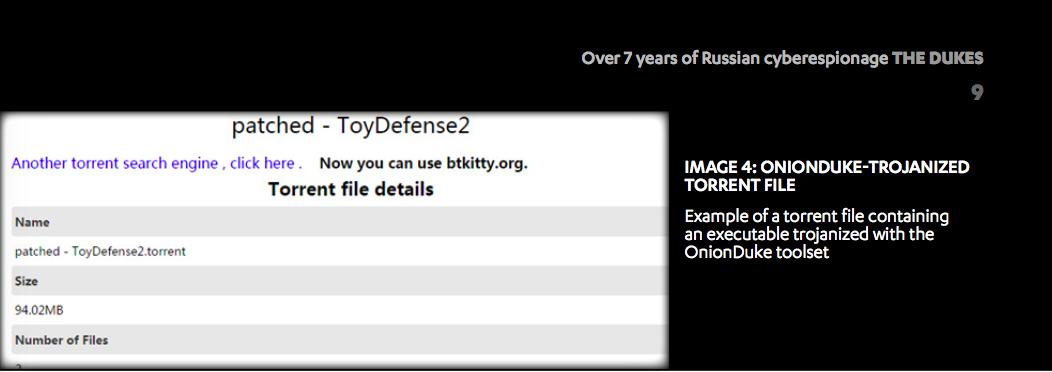 Over 7 years of Russian cyberespionage THE DUKES
9
patched - ToyDefense2
Another torrent search engine , click here . Now you can use btkitty.org.
Torrent file details
Name
patched - ToyDefense2.torrent
Size
94.02MB
Number of Files
IMAGE 4: ONIONDUKE-TROJANIZED
TORRENT FILE
Example of a torrent file containing
an executable trojanized with the
OnionDuke toolset